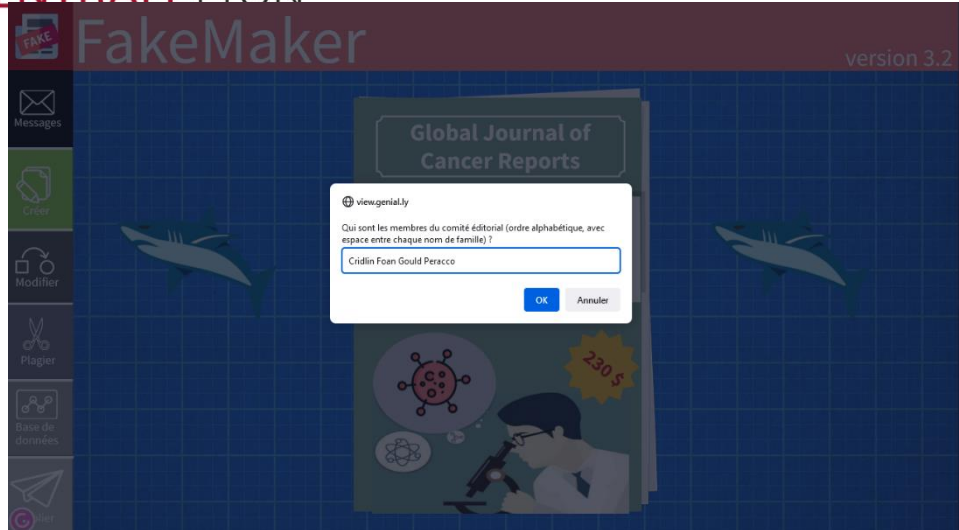 FAKE
FakeMaker
version 3.2
Messages
Créer
Modifier
Plagier
Base de
données
Global Journal of
Cancer Reports
view.genial.ly
Qui sont les membres du comité éditorial (ordre alphabétique, avec
espace entre chaque nom de famille) ?
Cridlin Foan Gould Peracco
OK
Annuler
230 $